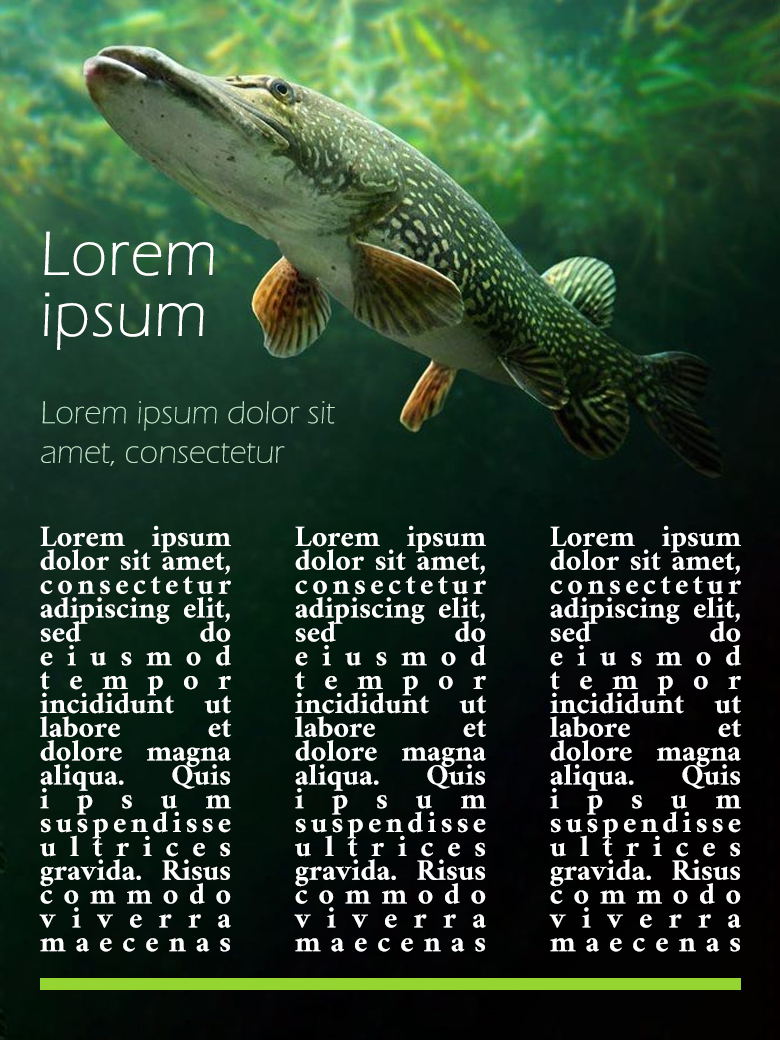 Lorem
ipsum
Lorem ipsum dolor sit
amet, consectetur
Lorem ipsum
dolor sit amet,
consectetur
adipiscing elit,
sed do
eiusmod
tempor
incididunt ut
labore et
dolore magna
aliqua. Quis
ipsum
suspendisse
ultrices
gravida. Risus
commodo
viverra
maecenas
Lorem ipsum
dolor sit amet,
consectetur
adipiscing elit,
sed do
eiusmod
tempor
incididunt ut
labore et
dolore magna
aliqua. Quis
ipsum
suspendisse
ultrices
gravida. Risus
commodo
viverra
maecenas
Lorem ipsum
dolor sit amet,
consectetur
adipiscing elit,
sed do
eiusmod
tempor
incididunt ut
labore et
dolore magna
aliqua. Quis
ipsum
suspendisse
ultrices
gravida. Risus
commodo
viverra
maecenas